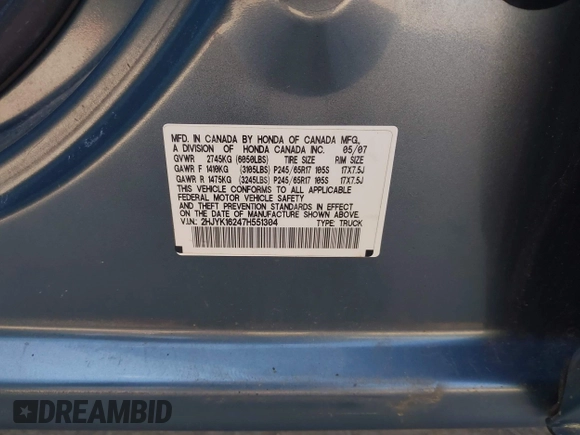 MFD. IN CANADA BY HONDA OF CANADA MFG.,
A DIVISION OF HONDA CANADA INC. 05/07
GVWR 2745KG (6050LBS) TIRE SIZE RIM SIZE
GAWR F 1410KG (3105LBS) P245/65R17 105S 17X7.5J
GAWR R 1475KG (3245LBS) P245/65R17 105S 17X7.5J
THIS VEHICLE CONFORMS TO ALL APPLICABLE
FEDERAL MOTOR VEHICLE SAFETY
AND THEFT PREVENTION STANDARDS IN EFFECT
ON THE DATE OF MANUFACTURE SHOWN ABOVE.
V.I.N.: 2HJYK16247H551304 TYPE: TRUCK
DREAMBID